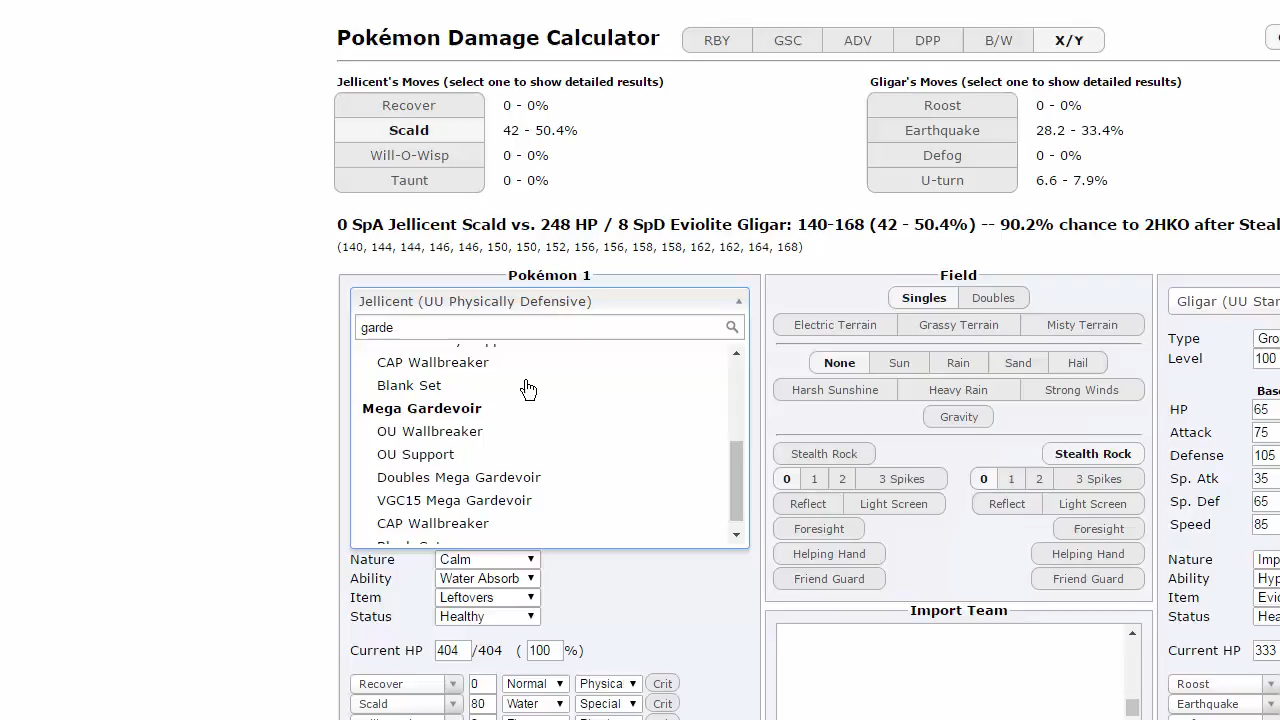 Pokémon Damage Calculator RBY GSC ADV DPP B/W X/Y
Jellicent's Moves (select one to show detailed results) Gligar's Moves (select one to show detailed results)
Recover 0 - 0% Roost 0 - 0%
Scald 42 - 50.4% Earthquake 28.2 - 33.4%
Will-O-Wisp 0 - 0% Defog 0 - 0%
Taunt 0 - 0% U-turn 6.6 - 7.9%
0 SpA Jellicent Scald vs. 248 HP / 8 SpD Eviolite Gligar: 140-168 (42 - 50.4%) -- 90.2% chance to 2HKO after Steal
(140, 144, 144, 146, 146, 150, 150, 152, 156, 156, 158, 158, 162, 162, 164, 168)
Pokémon 1
Jellicent (UU Physically Defensive)
garde
CAP Wallbreaker
Blank Set
Mega Gardevoir
OU Wallbreaker
OU Support
Doubles Mega Gardevoir
VGC15 Mega Gardevoir
CAP Wallbreaker
Nature Calm
Ability Water Absorb
Item Leftovers
Status Healthy
Current HP 404 /404 ( 100 %)
Recover 0 Normal Physica Crit
Scald 80 Water Special Crit
Field
Singles Doubles
Electric Terrain Grassy Terrain Misty Terrain
None Sun Rain Sand Hail
Harsh Sunshine Heavy Rain Strong Winds
Gravity
Stealth Rock Stealth Rock
0 1 2 3 Spikes 0 1 2 3 Spikes
Reflect Light Screen Reflect Light Screen
Foresight Foresight
Helping Hand Helping Hand
Friend Guard Friend Guard
Import Team
Gligar (UU Star
Type Gro
Level 100
Base
HP 65
Attack 75
Defense 105
Sp. Atk 35
Sp. Def 65
Speed 85
Nature Imp
Ability Hyp
Item Evic
Status Hea
Current HP 333
Roost
Earthquake